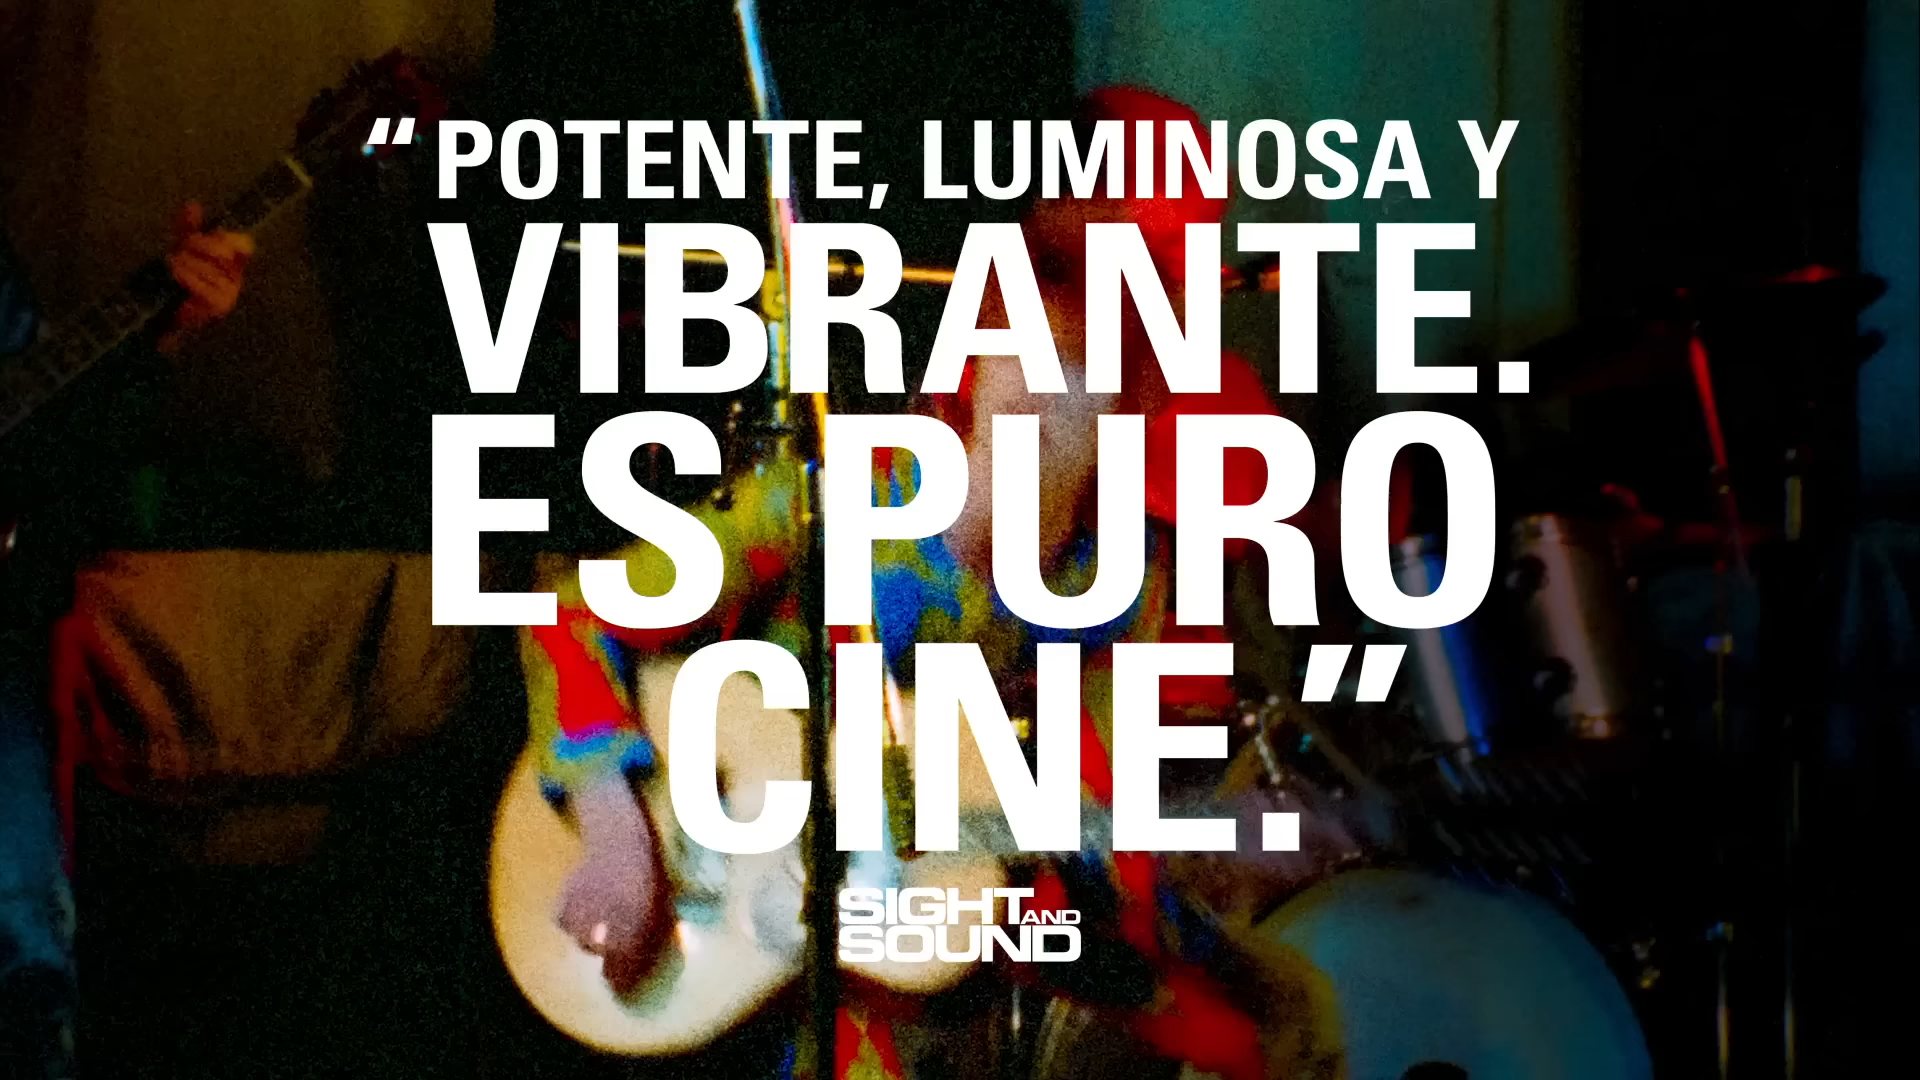 “POTENTE, LUMINOSA Y
VIBRANTE.
ES PURO
CINE.”
SIGHT AND
SOUND